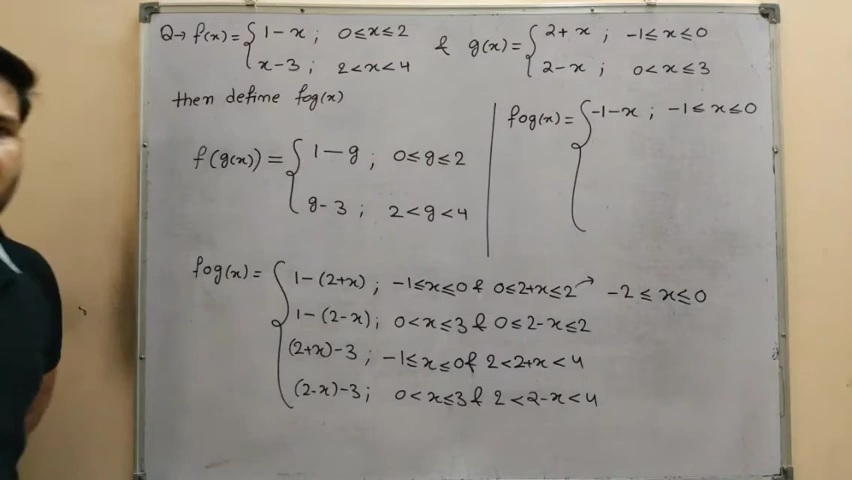 Q→ f(x) = { 1 - x ; 0 ≤ x ≤ 2 & g(x) = { 2 + x ; -1 ≤ x ≤ 0
x - 3 ; 2 < x < 4 2 - x ; 0 < x ≤ 3
then define fog(x)
f(g(x)) = { 1 - g ; 0 ≤ g ≤ 2
g - 3 ; 2 < g < 4
fog(x) = { -1 - x ; -1 ≤ x ≤ 0
fog(x) = { 1 - (2+x) ; -1 ≤ x ≤ 0 & 0 ≤ 2+x ≤ 2 → -2 ≤ x ≤ 0
1 - (2-x) ; 0 < x ≤ 3 & 0 ≤ 2-x ≤ 2
(2+x) - 3 ; -1 ≤ x ≤ 0 & 2 < 2+x < 4
(2-x) - 3 ; 0 < x ≤ 3 & 2 < 2-x < 4